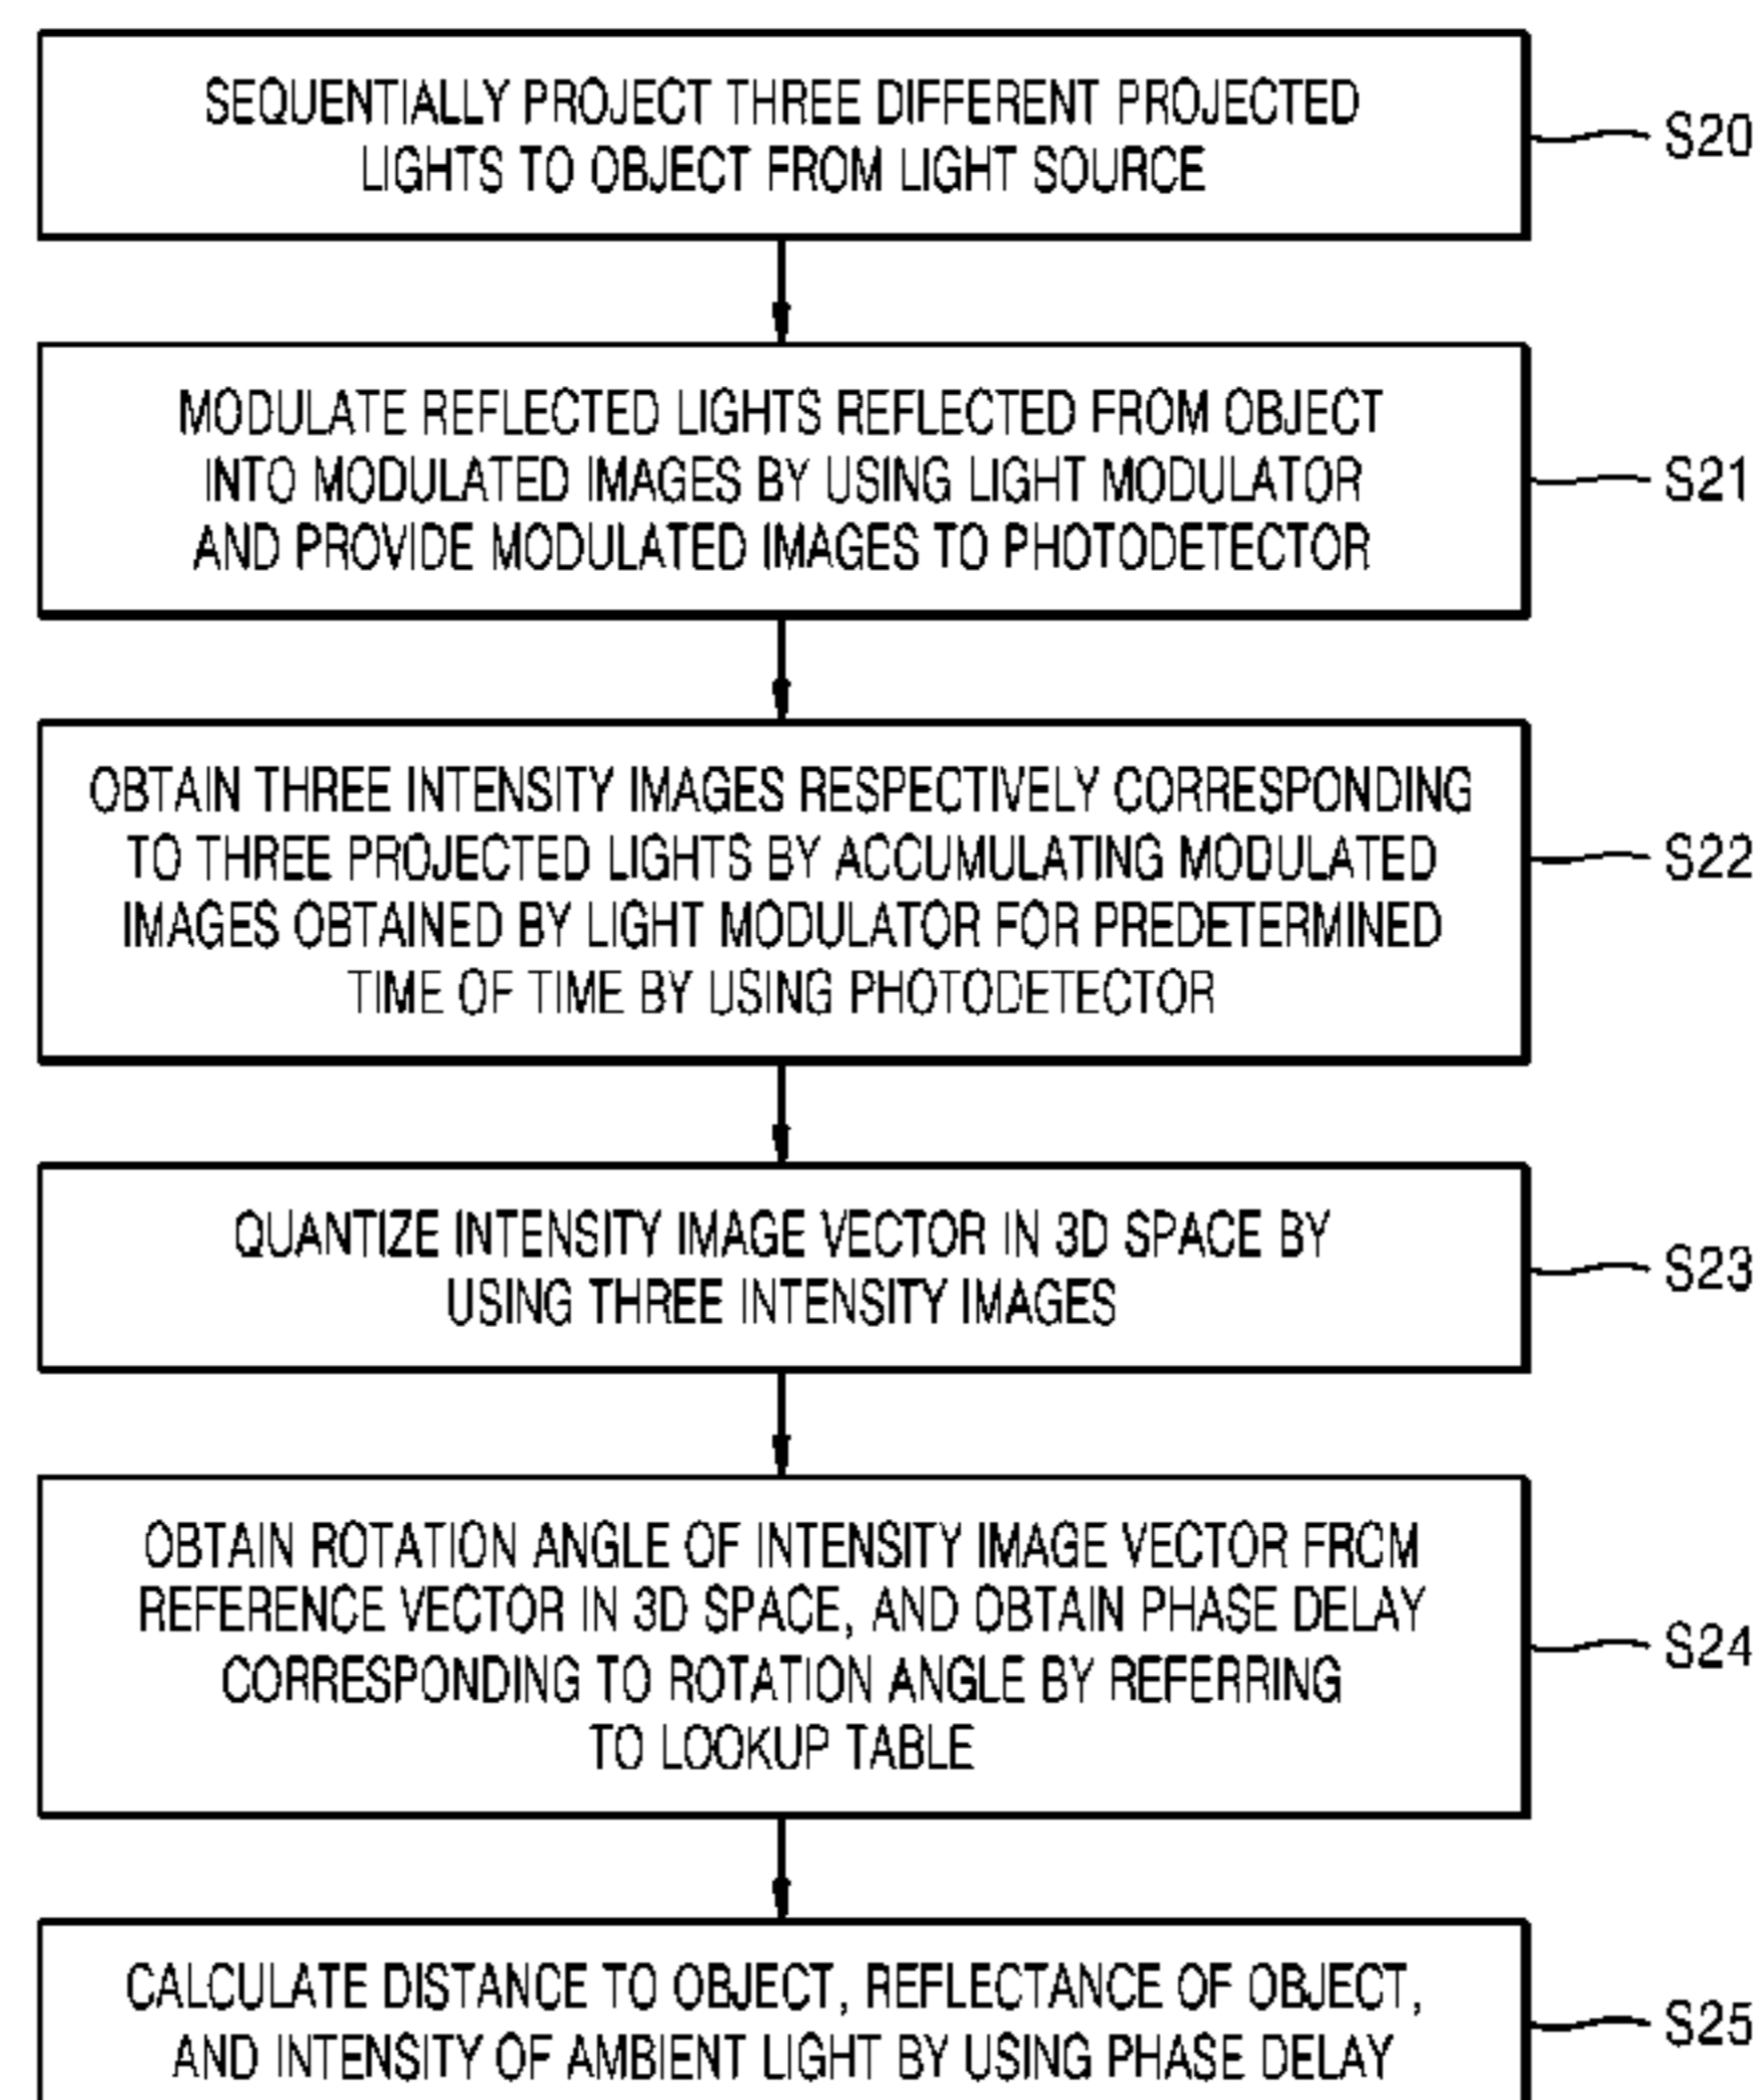 SEQUENTIALLY PROJECT THREE DIFFERENT PROJECTED
LIGHTS TO OBJECT FROM LIGHT SOURCE
S20
MODULATE REFLECTED LIGHTS REFLECTED FROM OBJECT
INTO MODULATED IMAGES BY USING LIGHT MODULATOR
AND PROVIDE MODULATED IMAGES TO PHOTODETECTOR
S21
OBTAIN THREE INTENSITY IMAGES RESPECTIVELY CORRESPONDING
TO THREE PROJECTED LIGHTS BY ACCUMULATING MODULATED
IMAGES OBTAINED BY LIGHT MODULATOR FOR PREDETERMINED
TIME OF TIME BY USING PHOTODETECTOR
S22
QUANTIZE INTENSITY IMAGE VECTOR IN 3D SPACE BY
USING THREE INTENSITY IMAGES
S23
OBTAIN ROTATION ANGLE OF INTENSITY IMAGE VECTOR FROM
REFERENCE VECTOR IN 3D SPACE, AND OBTAIN PHASE DELAY
CORRESPONDING TO ROTATION ANGLE BY REFERRING
TO LOOKUP TABLE
S24
CALCULATE DISTANCE TO OBJECT, REFLECTANCE OF OBJECT,
AND INTENSITY OF AMBIENT LIGHT BY USING PHASE DELAY
S25